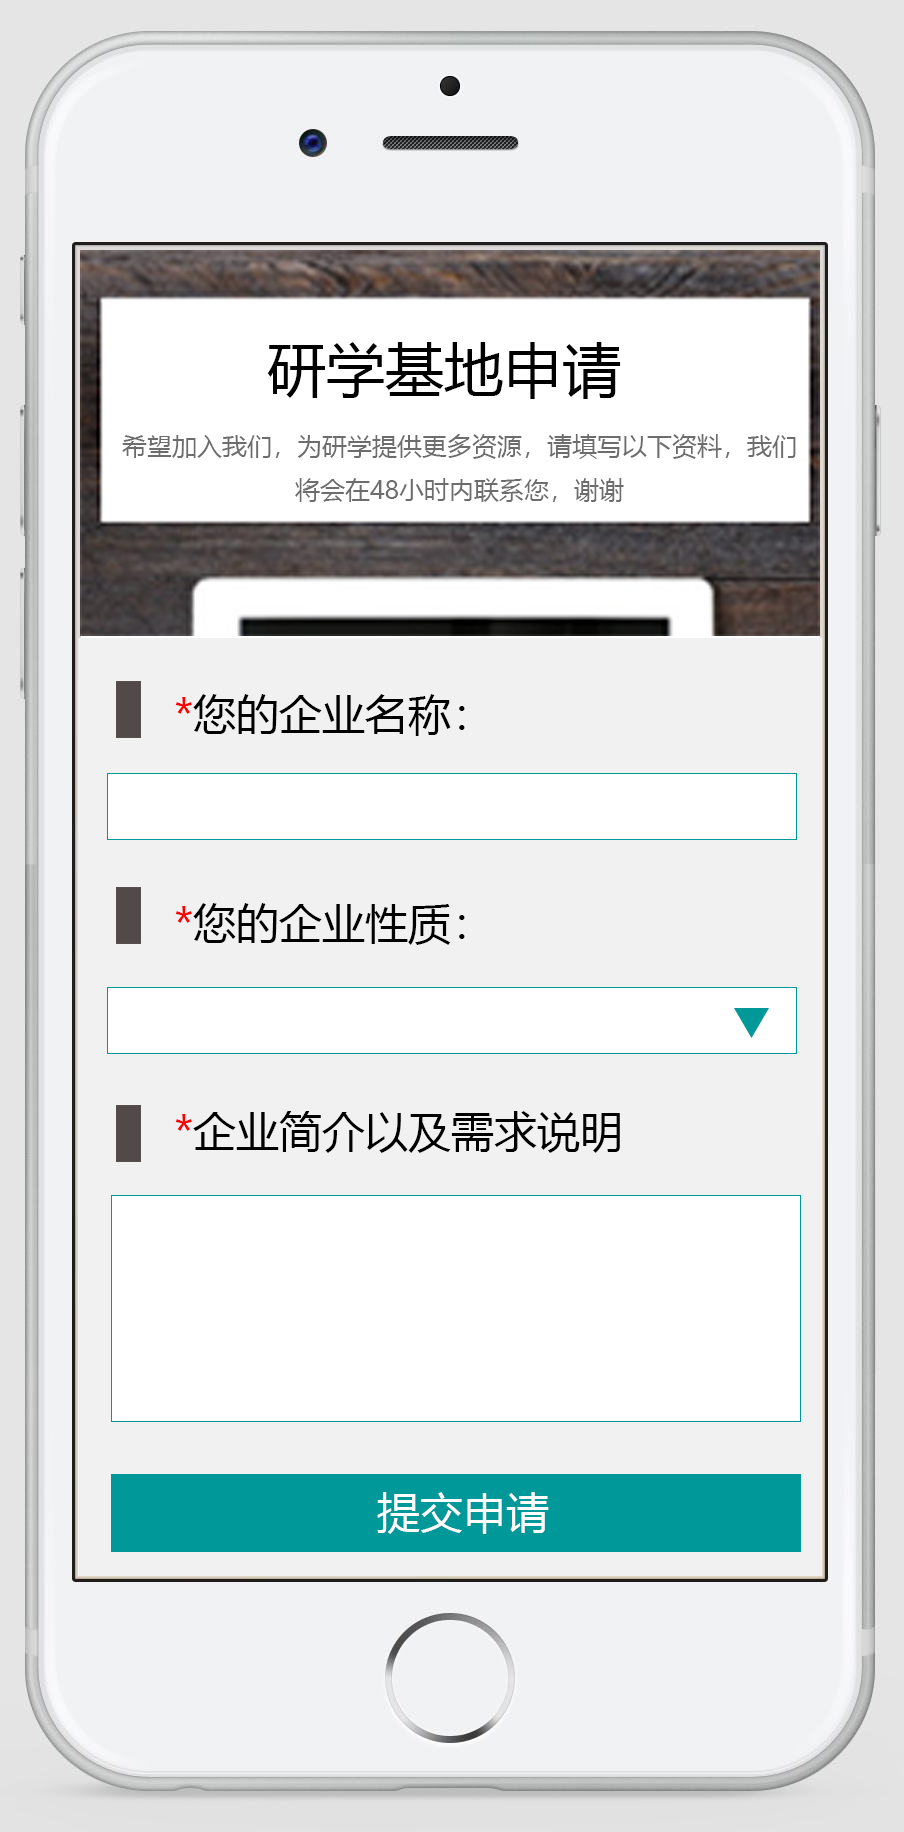 研学基地申请
希望加入我们，为研学提供更多资源，请填写以下资料，我们
将会在48小时内联系您，谢谢
*您的企业名称：
*您的企业性质：
*企业简介以及需求说明
提交申请